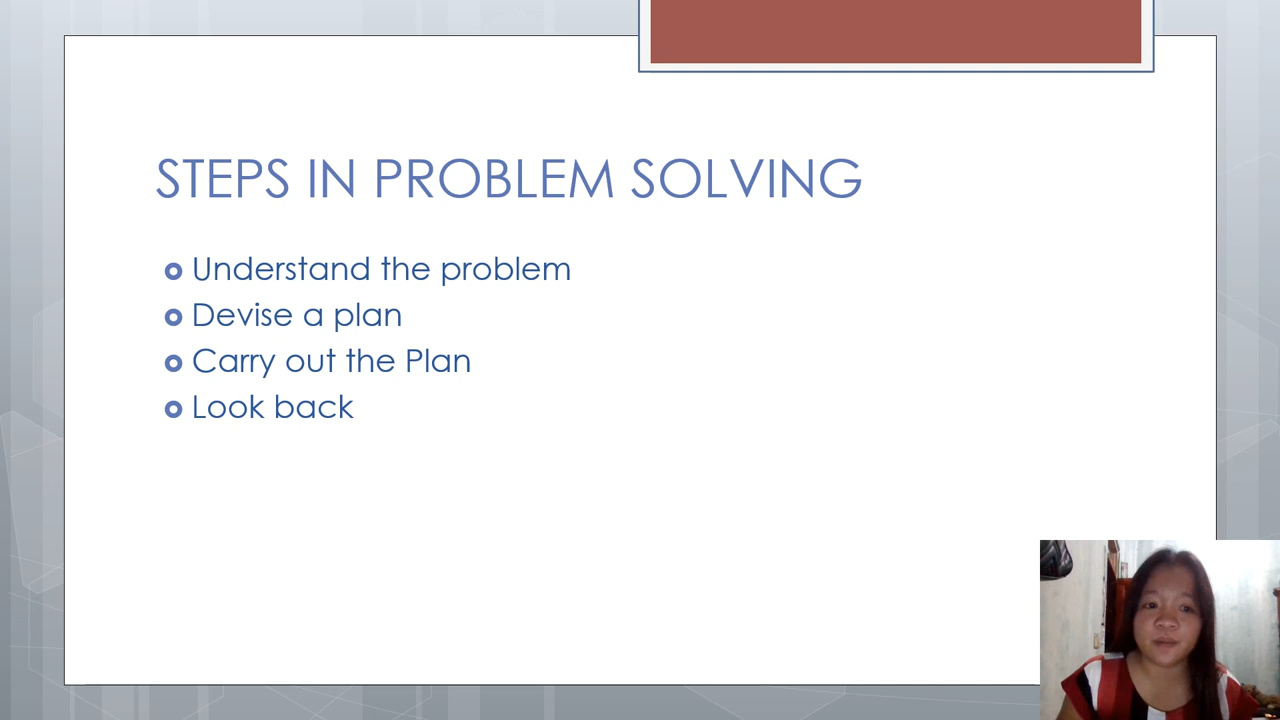 STEPS IN PROBLEM SOLVING
Understand the problem
Devise a plan
Carry out the Plan
Look back